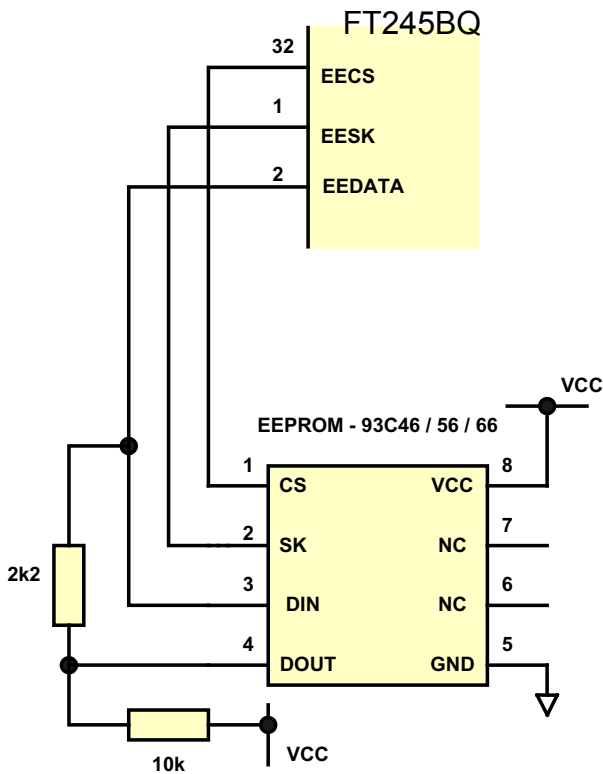 FT245BQ
32
EECS
1
EESK
2
EEDATA
VCC
EEPROM - 93C46 / 56 / 66
1
CS
VCC
8
2
SK
NC
7
2k2
3
DIN
NC
6
4
DOUT
GND
5
10k
VCC